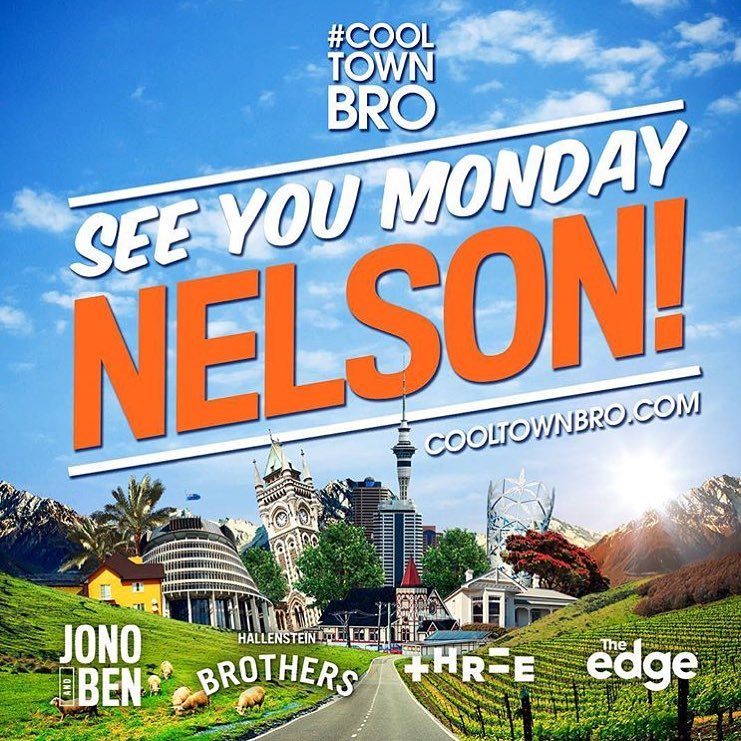 #COOL
TOWN
BRO
SEE YOU MONDAY
NELSON!
COOLTOWNBRO.COM
JONO
AND BEN
HALLENSTEIN
BROTHERS
THREE
The
edge